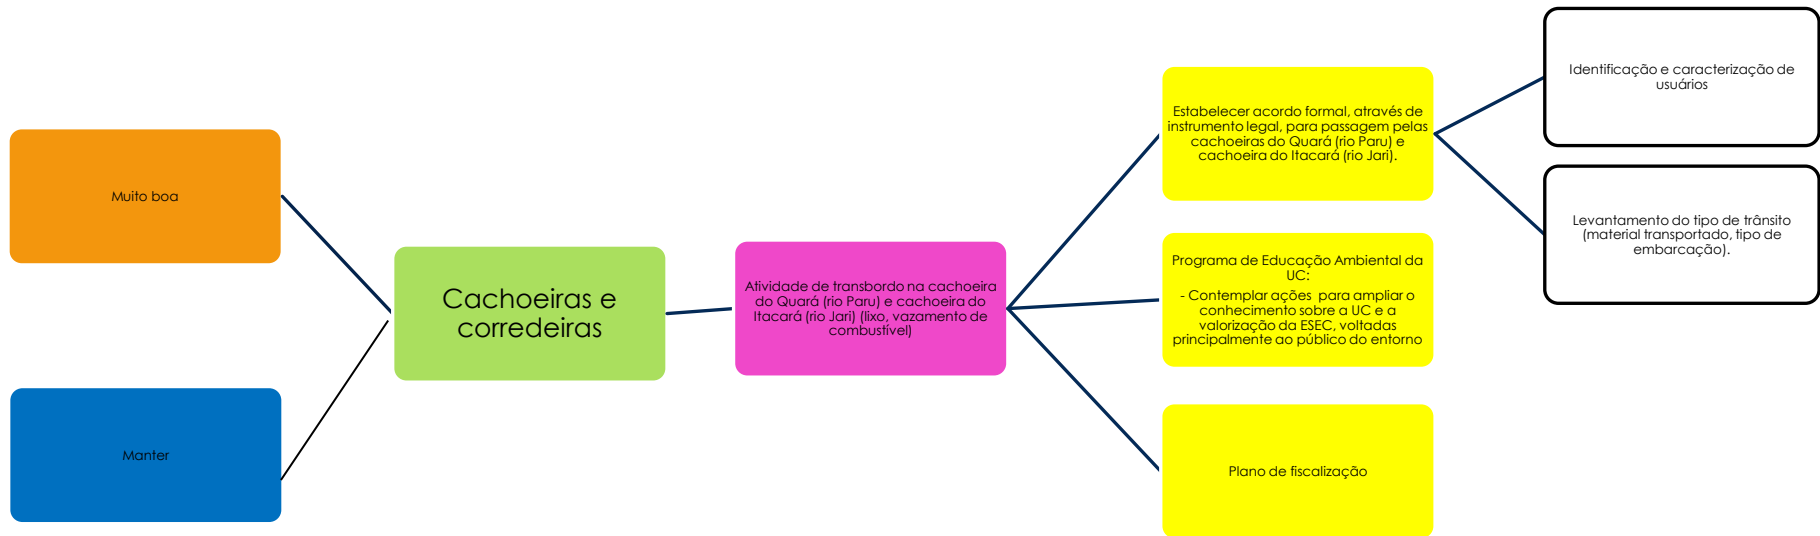 Muito boa
Manter
Cachoeiras e
corredeiras
Atividade de transbordo na cachoeira
do Quará (rio Paru) e cachoeira do
Itacará (rio Jari) (lixo, vazamento de
combustível)
Estabelecer acordo formal, através de
instrumento legal, para passagem pelas
cachoeiras do Quará (rio Paru) e
cachoeira do Itacará (rio Jari).
Programa de Educação Ambiental da
UC:
- Contemplar ações para ampliar o
conhecimento sobre a UC e a
valorização da ESEC, voltadas
principalmente ao público do entorno
Plano de fiscalização
Identificação e caracterização de
usuários
Levantamento do tipo de trânsito
(material transportado, tipo de
embarcação).